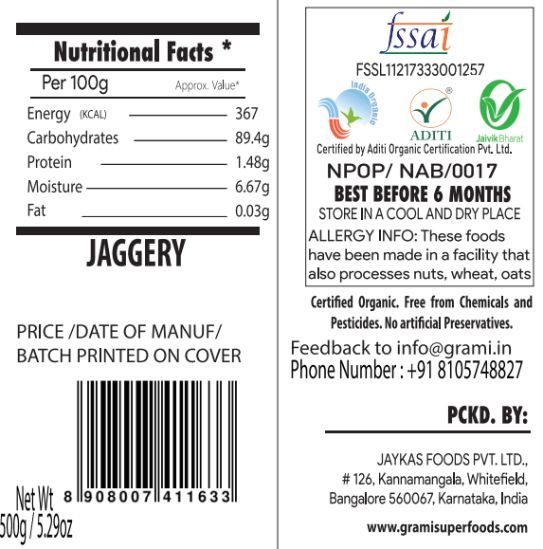 Nutritional Facts *
Per 100g Approx. Value*
Energy (KCAL) 367
Carbohydrates 89.4g
Protein 1.48g
Moisture 6.67g
Fat 0.03g
JAGGERY
PRICE /DATE OF MANUF/
BATCH PRINTED ON COVER
8 908007 411633
Net Wt
500g / 5.29oz
fssai
FSSL11217333001257
India Organic
ADITI
®
Jaivik Bharat
Certified by Aditi Organic Certification Pvt. Ltd.
NPOP/ NAB/0017
BEST BEFORE 6 MONTHS
STORE IN A COOL AND DRY PLACE
ALLERGY INFO: These foods
have been made in a facility that
also processes nuts, wheat, oats
Certified Organic. Free from Chemicals and
Pesticides. No artificial Preservatives.
Feedback to info@grami.in
Phone Number : +91 8105748827
PCKD. BY:
JAYKAS FOODS PVT. LTD.,
# 126, Kannamangala, Whitefield,
Bangalore 560067, Karnataka, India
www.gramisuperfoods.com